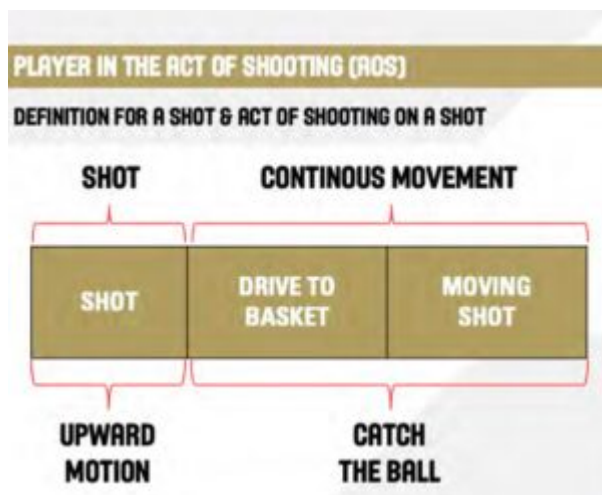 PLAYER IN THE ACT OF SHOOTING (AOS)
DEFINITION FOR A SHOT & ACT OF SHOOTING ON A SHOT
SHOT
CONTINOUS MOVEMENT
SHOT
DRIVE TO
BASKET
MOVING
SHOT
UPWARD
MOTION
CATCH
THE BALL